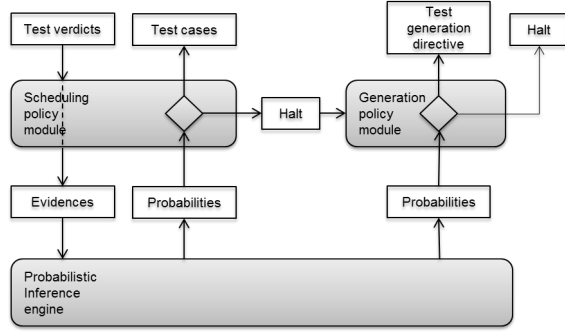 Test verdicts
Test cases
Test
generation
directive
Halt
Scheduling
policy
module
Halt
Generation
policy
module
Evidences
Probabilities
Probabilities
Probabilistic
Inference
engine